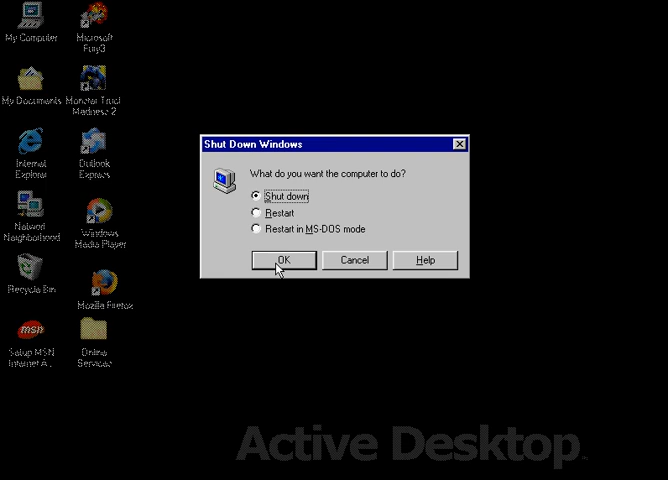 My Computer
Microsoft
Fury3
My Documents
Monster Truck
Madness 2
Internet
Explorer
Outlook
Express
Network
Neighborhood
Windows
Media Player
Recycle Bin
Mozilla Firefox
Setup MSN
Internet A...
Online
Services
msn
Shut Down Windows
What do you want the computer to do?
Shut down
Restart
Restart in MS-DOS mode
OK
Cancel
Help
Active Desktop